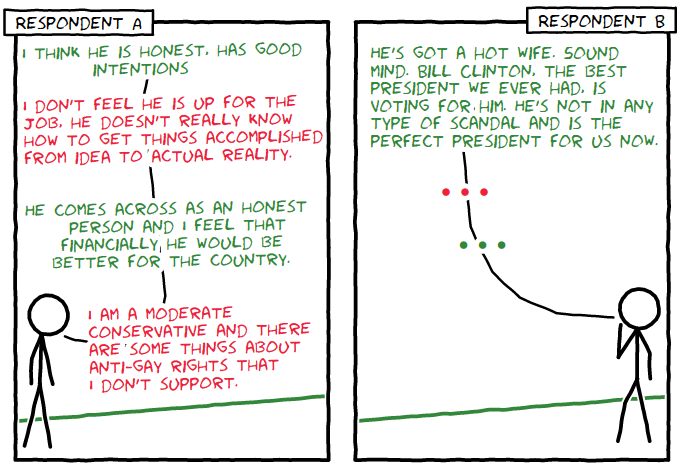 RESPONDENT A
I THINK HE IS HONEST, HAS GOOD
INTENTIONS
I DON'T FEEL HE IS UP FOR THE
JOB. HE DOESN'T REALLY KNOW
HOW TO GET THINGS ACCOMPLISHED
FROM IDEA TO ACTUAL REALITY.
HE COMES ACROSS AS AN HONEST
PERSON AND I FEEL THAT
FINANCIALLY, HE WOULD BE
BETTER FOR THE COUNTRY.
I AM A MODERATE
CONSERVATIVE AND THERE
ARE SOME THINGS ABOUT
ANTI-GAY RIGHTS THAT
I DON'T SUPPORT.
RESPONDENT B
HE'S GOT A HOT WIFE. SOUND
MIND. BILL CLINTON, THE BEST
PRESIDENT WE EVER HAD, IS
VOTING FOR HIM. HE'S NOT IN ANY
TYPE OF SCANDAL AND IS THE
PERFECT PRESIDENT FOR US NOW.
• • •
• • •